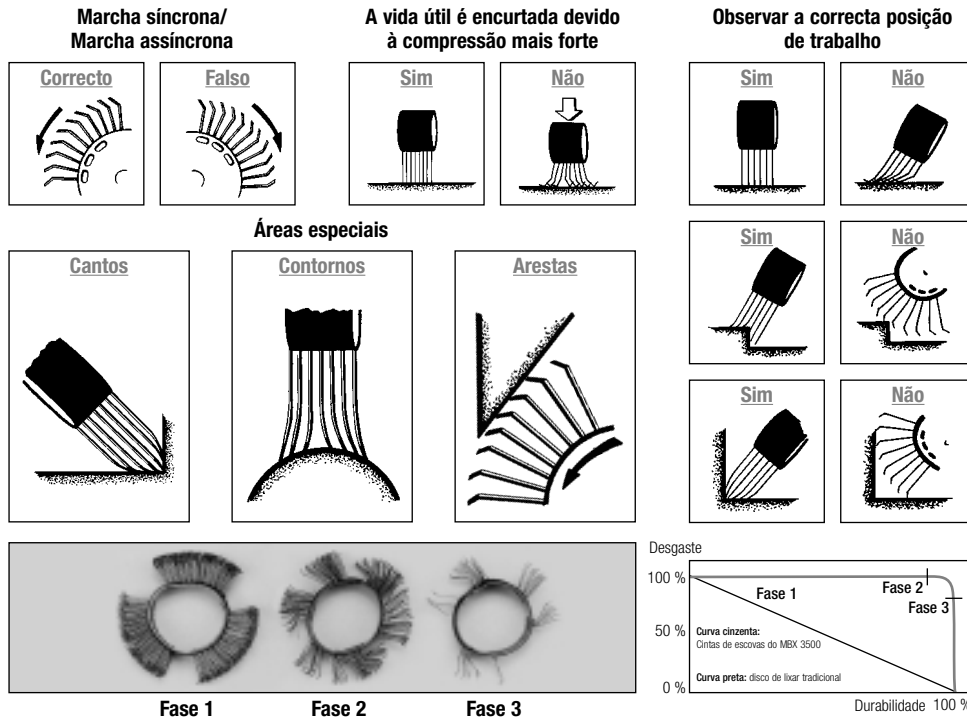 Marcha síncrona/
Marcha assíncrona
Correcto
Falso
A vida útil é encurtada devido
à compressão mais forte
Sim
Não
Observar a correcta posição
de trabalho
Sim
Não
Áreas especiais
Cantos
Contornos
Arestas
Sim
Não
Sim
Não
Fase 1
Fase 2
Fase 3
Desgaste
100 %
50 %
0 %
Fase 1
Fase 2
Fase 3
Curva cinzenta:
Cintas de escovas do MBX 3500
Curva preta: disco de lixar tradicional
Durabilidade 100 %